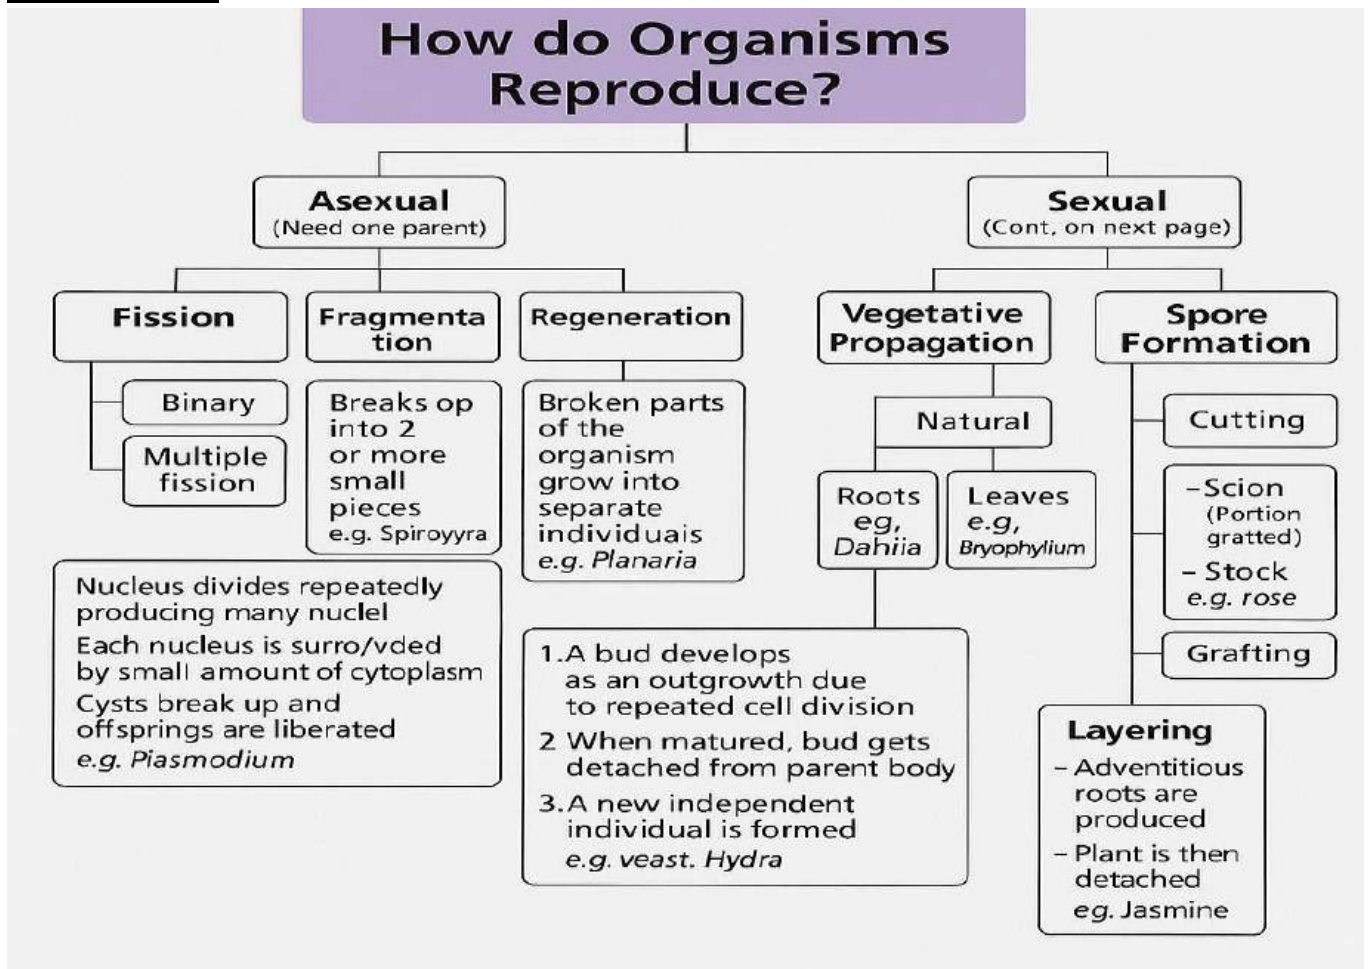 How do Organisms
Reproduce?
Asexual
(Need one parent)
Sexual
(Cont, on next page)
Fission
Binary
Multiple
fission
Nucleus divides repeatedly
producing many nuclel
Each nucleus is surro/vded
by small amount of cytoplasm
Cysts break up and
offsprings are liberated
e.g. Piasmodium
Fragmenta
tion
Breaks op
into 2
or more
small
pieces
e.g. Spiroyyra
Regeneration
Broken parts
of the
organism
grow into
separate
individuais
e.g. Planaria
Vegetative
Propagation
Natural
Roots
eg,
Dahiia
Leaves
e.g,
Bryophylium
1.A bud develops
as an outgrowth due
to repeated cell division
2 When matured, bud gets
detached from parent body
3.A new independent
individual is formed
e.g. veast. Hydra
Spore
Formation
Cutting
–Scion
(Portion
gratted)
– Stock
e.g. rose
Grafting
Layering
– Adventitious
roots are
produced
– Plant is then
detached
eg. Jasmine